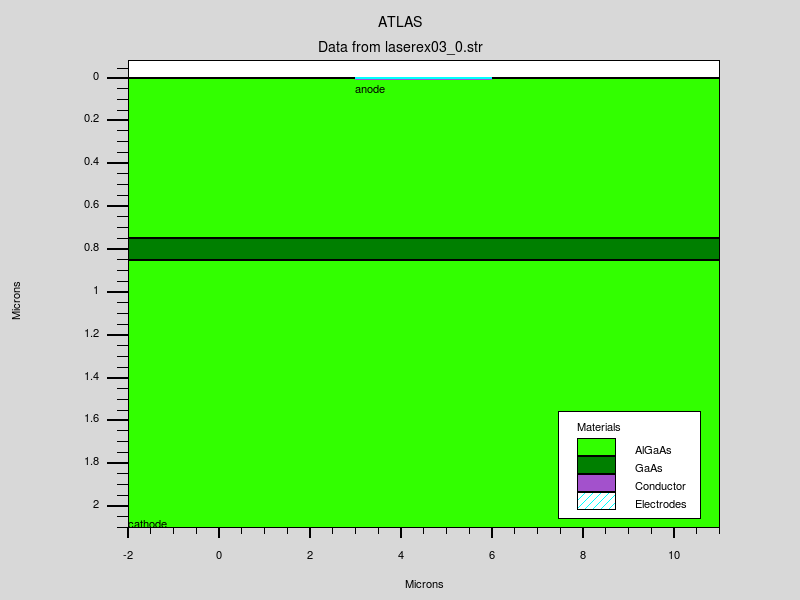 ATLAS
Data from laserex03_0.str
anode
0
0.2
0.4
0.6
0.8
1
1.2
1.4
1.6
1.8
2
Microns
Materials
AlGaAs
GaAs
Conductor
Electrodes
cathode
-2 0 2 4 6 8 10
Microns